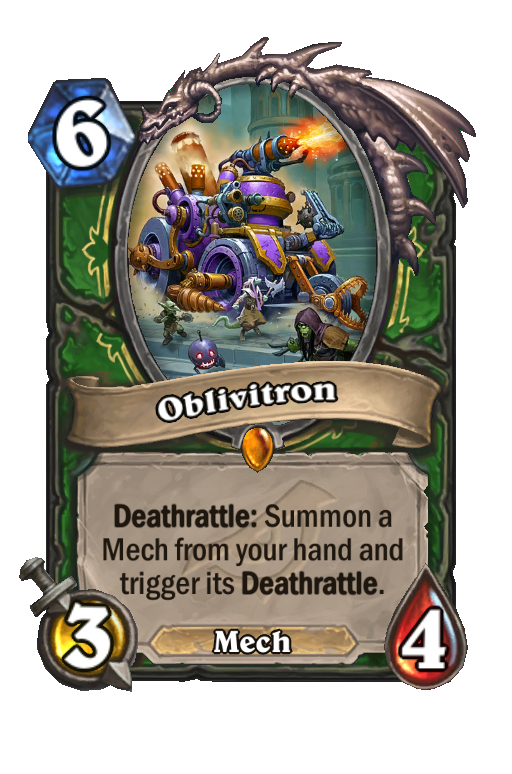 6
Oblivitron
Deathrattle: Summon a
Mech from your hand and
trigger its Deathrattle.
3
Mech
4